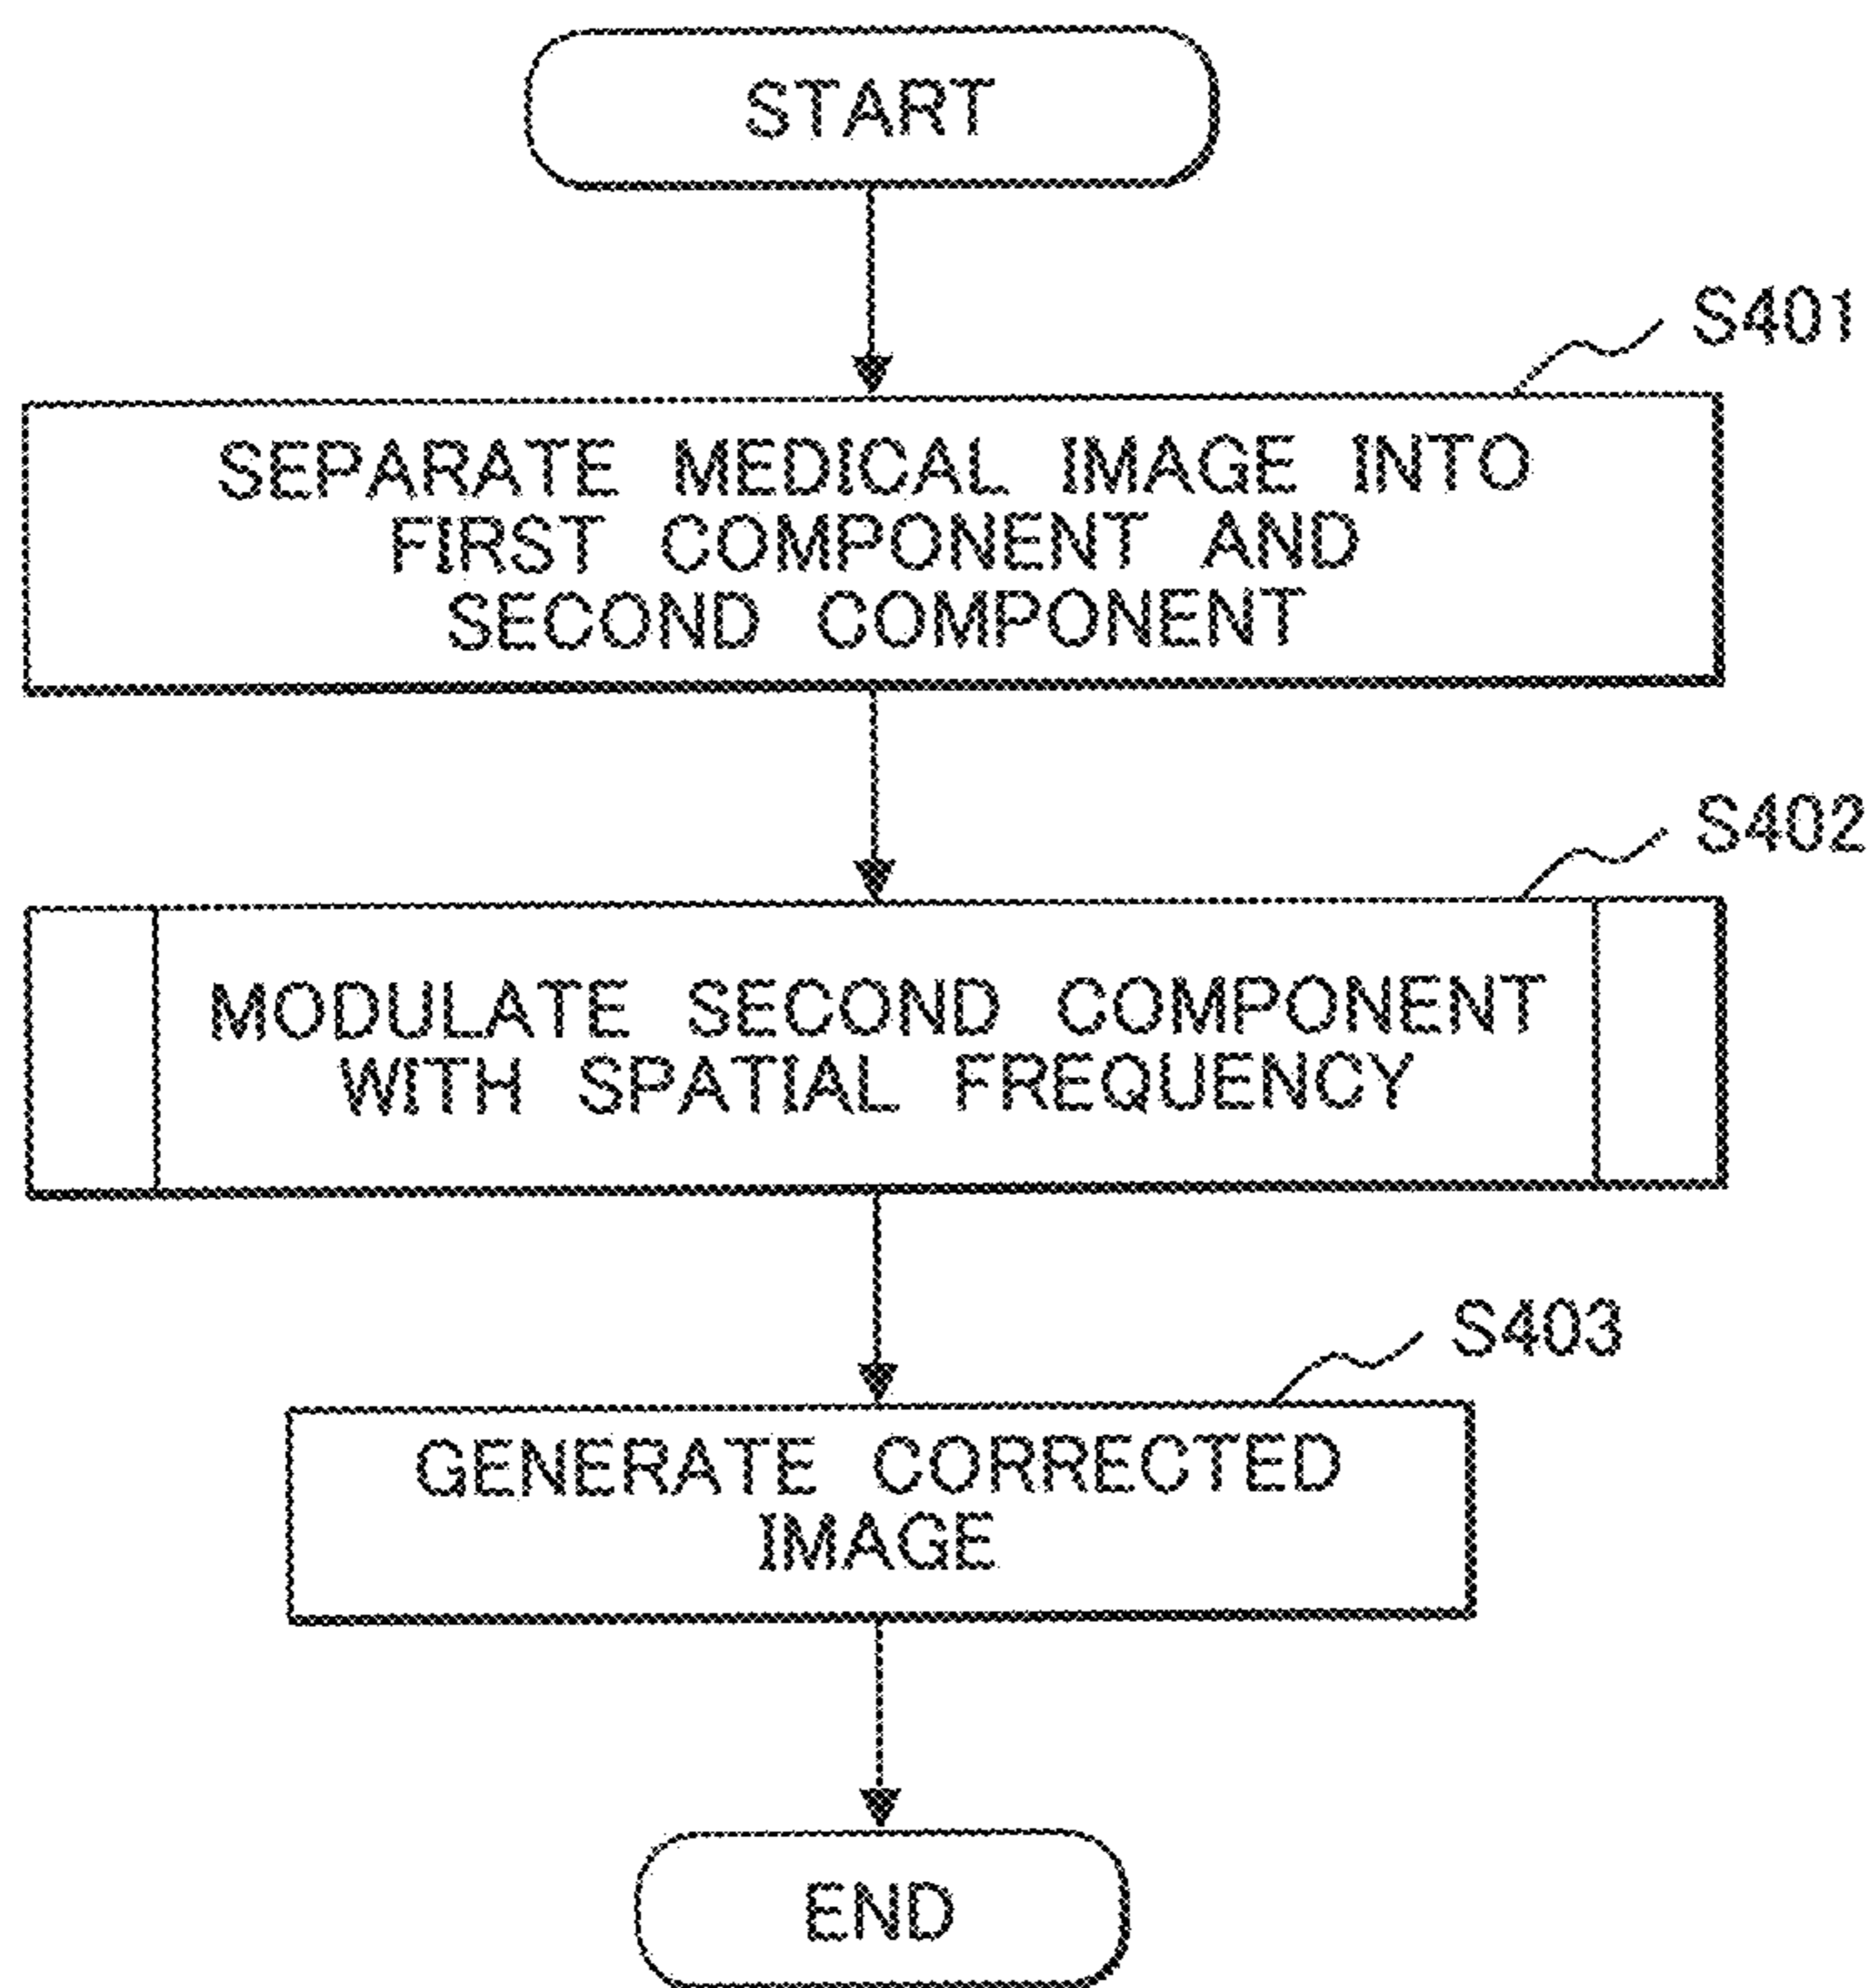 START
S401
SEPARATE MEDICAL IMAGE INTO
FIRST COMPONENT AND
SECOND COMPONENT
S402
MODULATE SECOND COMPONENT
WITH SPATIAL FREQUENCY
S403
GENERATE CORRECTED
IMAGE
END